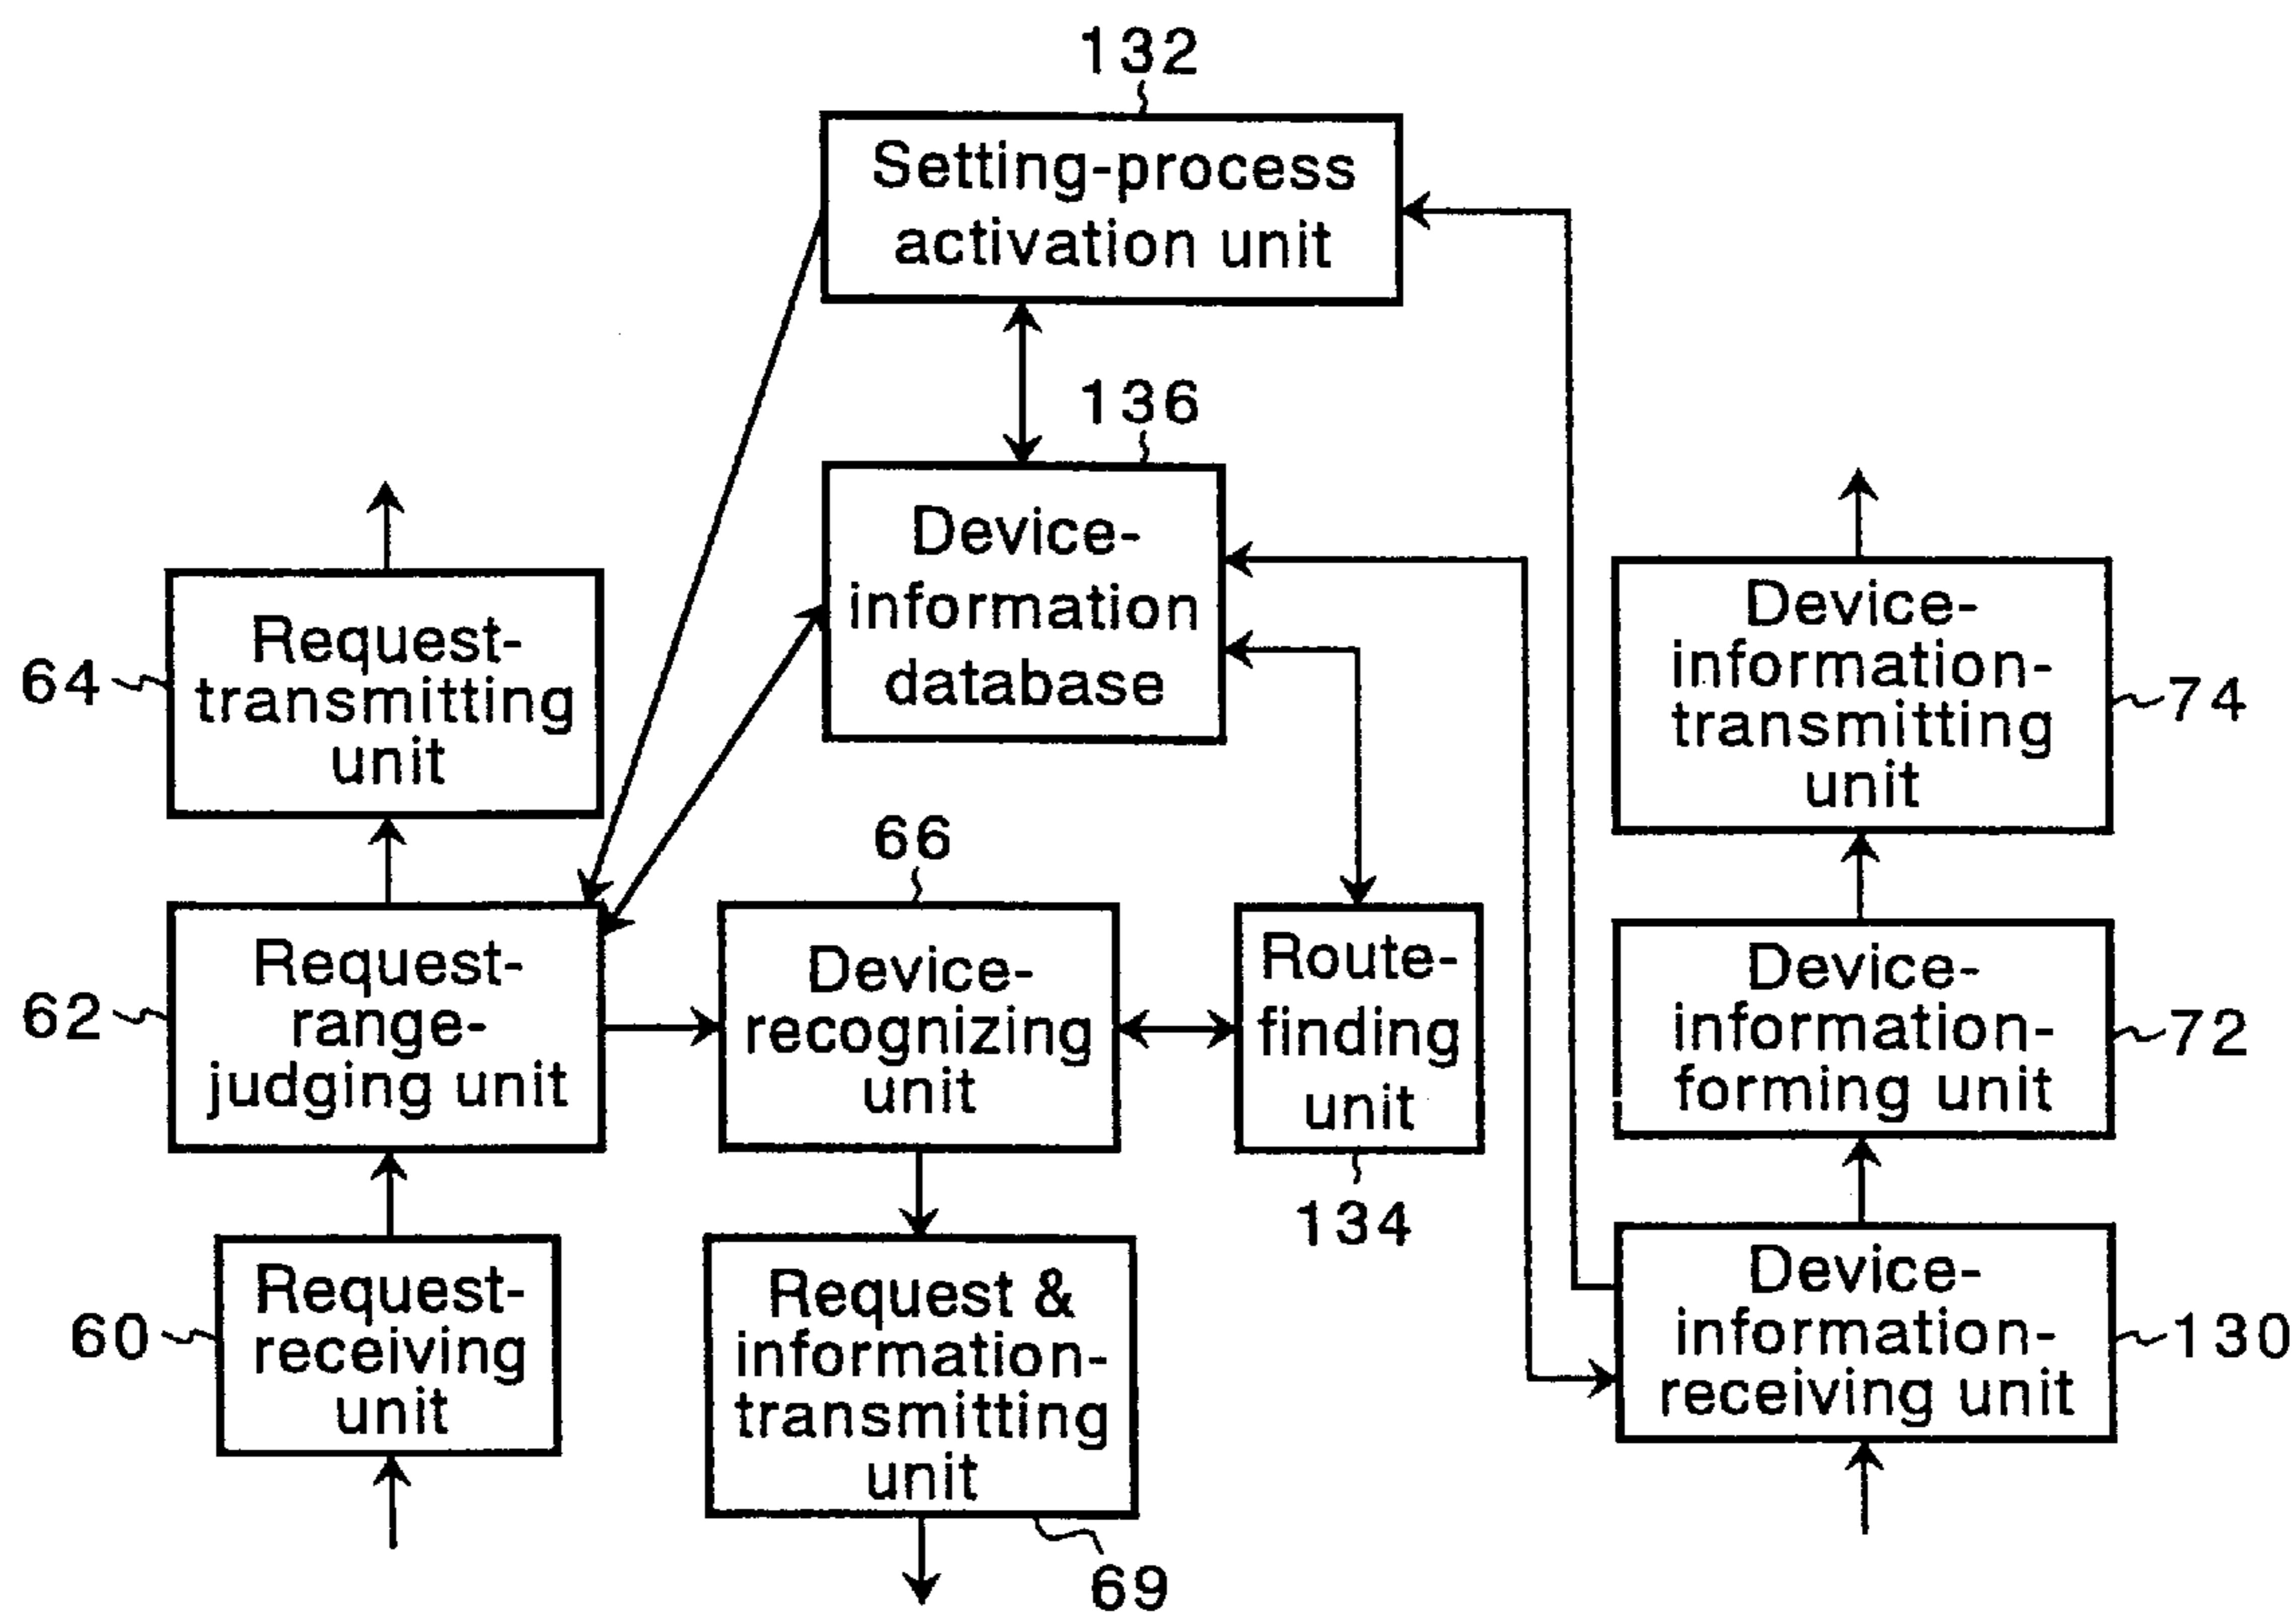 132
Setting-process
activation unit
136
Device-
information
database
64
Request-
transmitting
unit
Device-
information-
transmitting
unit
74
66
62
Request-
range-
judging unit
Device-
recognizing
unit
Route-
finding
unit
134
Device-
information-
forming unit
72
60
Request-
receiving
unit
Request &
information-
transmitting
unit
69
Device-
information-
receiving unit
130